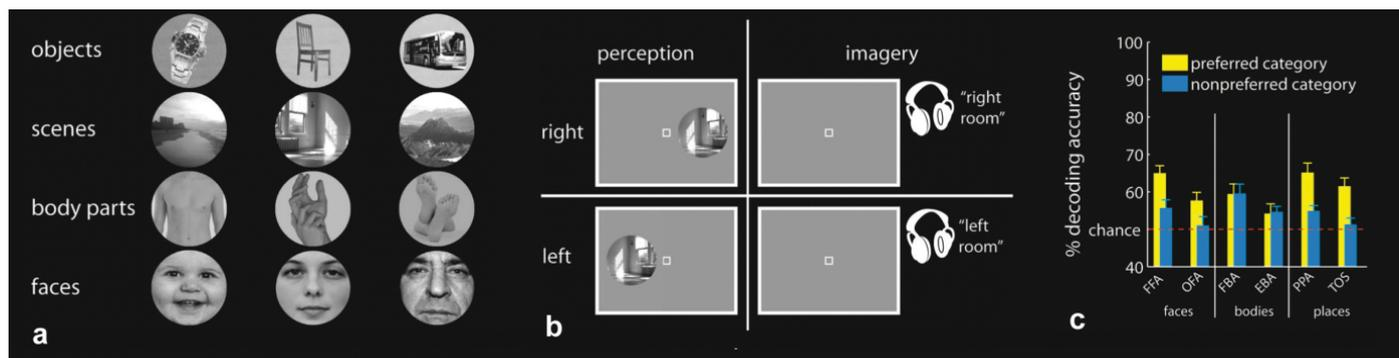 objects
scenes
body parts
faces
a
perception
imagery
right
"right
room"
left
"left
room"
b
% decoding accuracy
100
90
80
70
60
chance
40
preferred category
nonpreferred category
FFA
OFA
FBA
EBA
PPA
TOS
faces
bodies
places
c